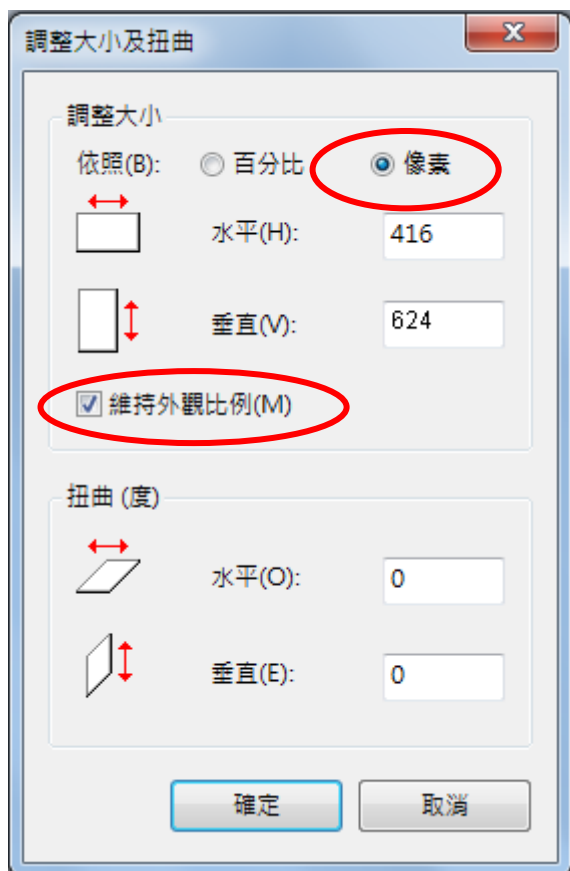 調整大小及扭曲
調整大小
依照(B): 百分比 像素
水平(H): 416
垂直(V): 624
維持外觀比例(M)
扭曲 (度)
水平(O): 0
垂直(E): 0
確定 取消